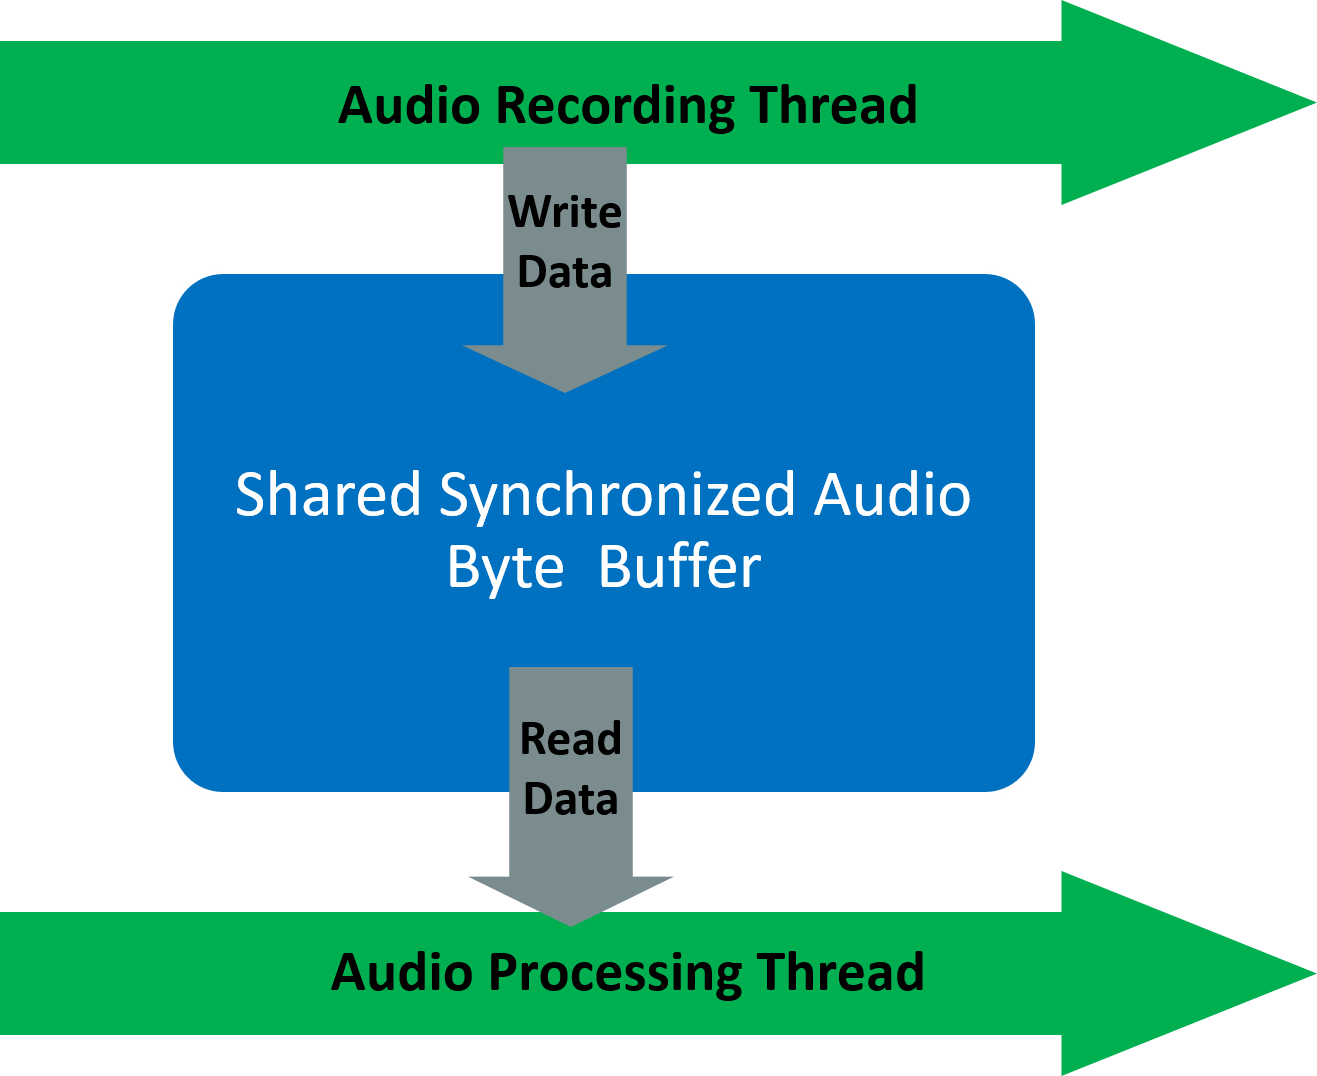 Audio Recording Thread
Write
Data
Shared Synchronized Audio
Byte  Buffer
Read
Data
Audio Processing Thread